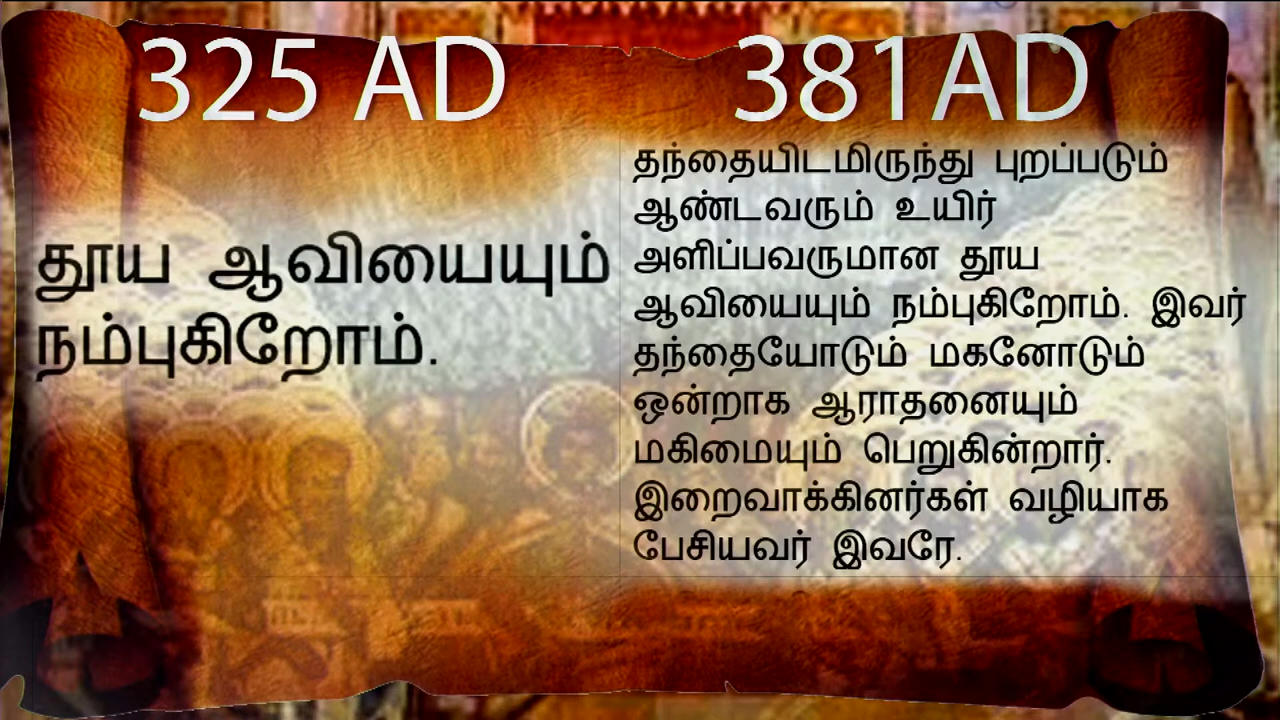 325 AD
தூய ஆவியையும்
நம்புகிறோம்.
381AD
தந்தையிடமிருந்து புறப்படும்
ஆண்டவரும் உயிர்
அளிப்பவருமான தூய
ஆவியையும் நம்புகிறோம். இவர்
தந்தையோடும் மகனோடும்
ஒன்றாக ஆராதனையும்
மகிமையும் பெறுகின்றார்.
இறைவாக்கினர்கள் வழியாக
பேசியவர் இவரே.